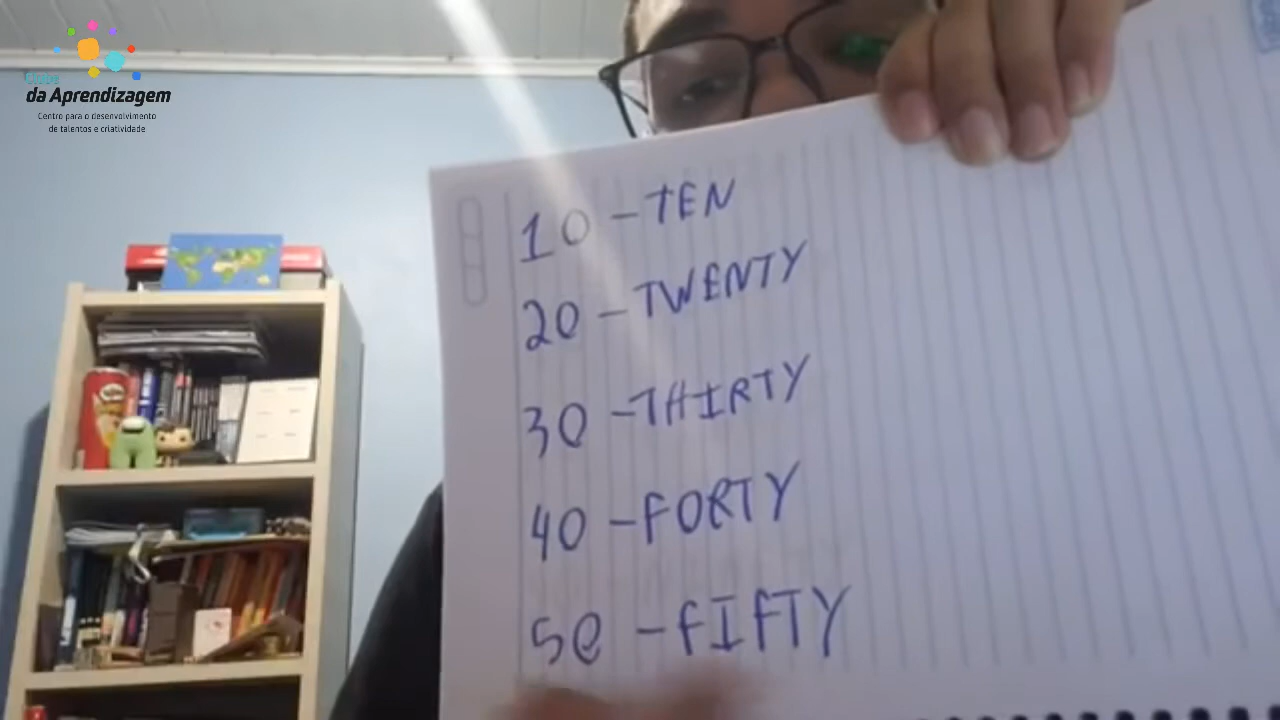 da Aprendizagem
Centro para o desenvolvimento
de talentos e criatividade
10 - TEN
20 - TWENTY
30 - THIRTY
40 - FORTY
50 - FIFTY